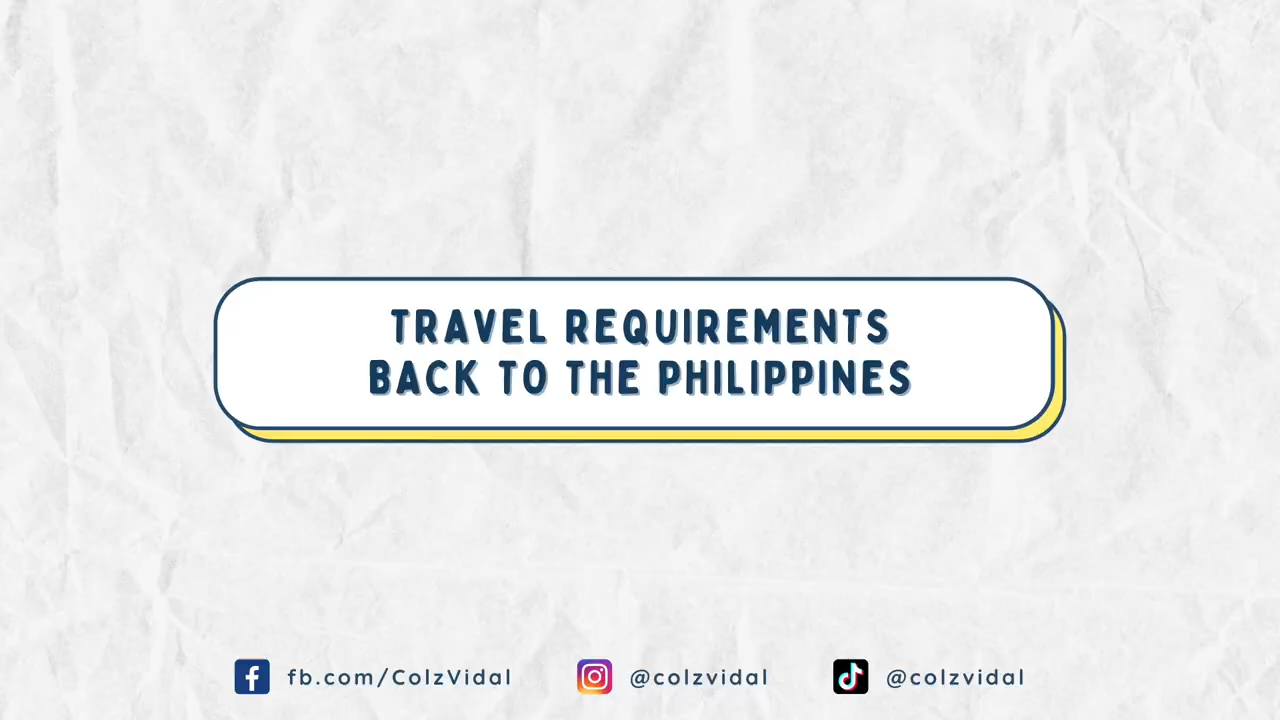 TRAVEL REQUIREMENTS
BACK TO THE PHILIPPINES
fb.com/ColzVidal @colzvidal @colzvidal